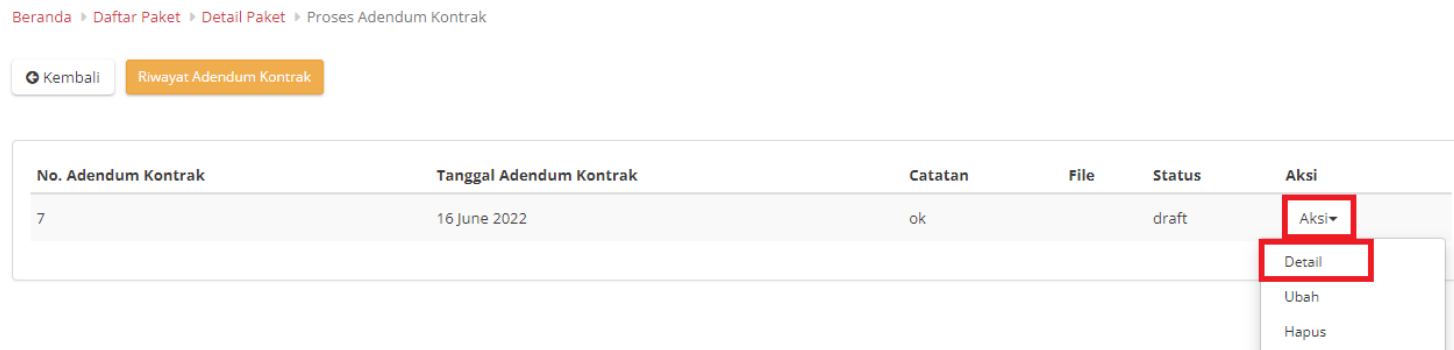 Beranda Daftar Paket Detail Paket Proses Adendum Kontrak
Kembali Riwayat Adendum Kontrak
No. Adendum Kontrak Tanggal Adendum Kontrak Catatan File Status Aksi
7 16 June 2022 ok draft Aksi
Detail
Ubah
Hapus